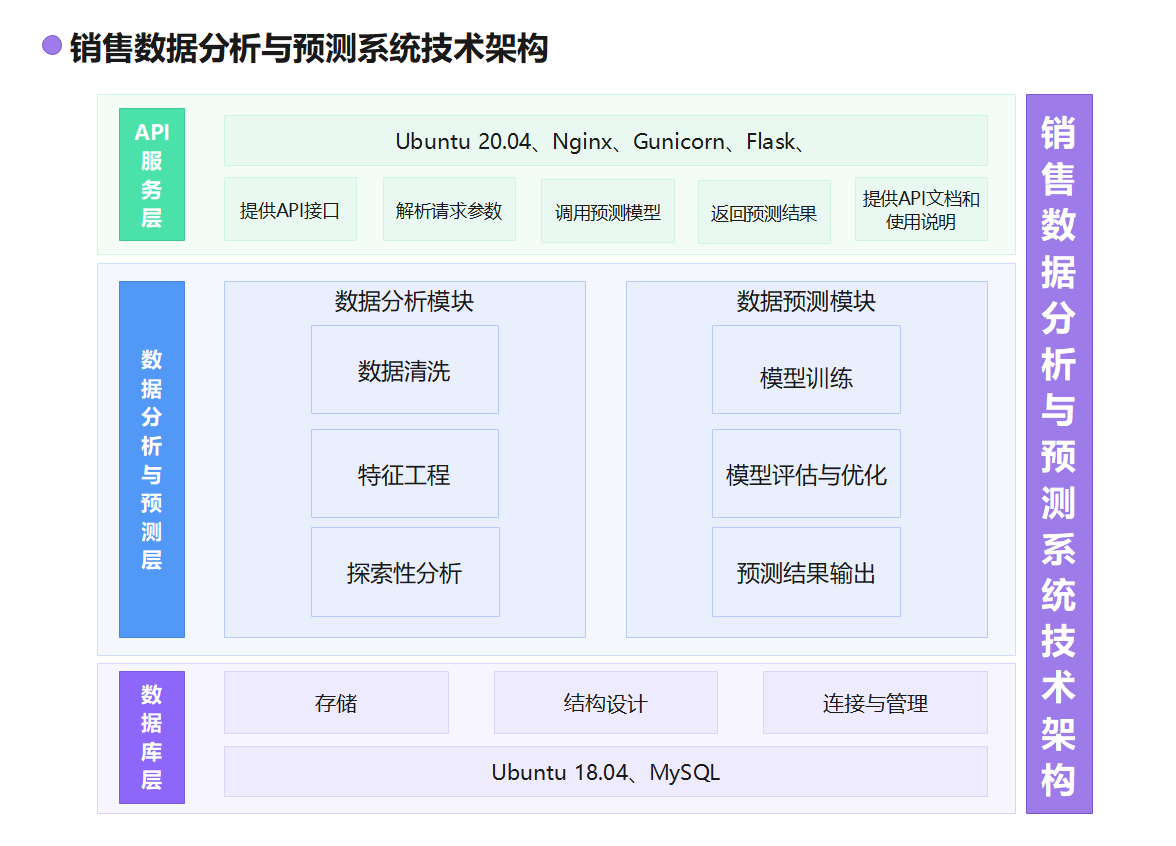 销售数据分析与预测系统技术架构
API
服
务
层
Ubuntu 20.04、Nginx、Gunicorn、Flask、
提供API接口
解析请求参数
调用预测模型
返回预测结果
提供API文档和
使用说明
数
据
分
析
与
预
测
层
数据分析模块
数据清洗
特征工程
探索性分析
数据预测模块
模型训练
模型评估与优化
预测结果输出
数
据
库
层
存储
结构设计
连接与管理
Ubuntu 18.04、MySQL
销
售
数
据
分
析
与
预
测
系
统
技
术
架
构